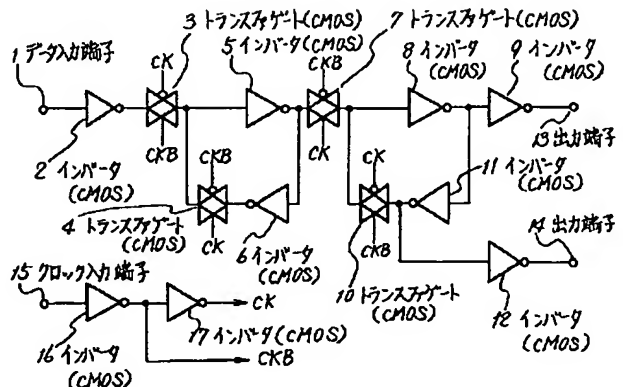 3 トランスファゲート(CMOS)
7 トランスファゲート(CMOS)
5 インバータ(CMOS)
8 インバータ
(CMOS)
9 インバータ
(CMOS)
1 データ入力端子
CK
CKB
CKB
CK
2 インバータ
(CMOS)
13 出力端子
CKB
CK
11 インバータ
(CMOS)
4 トランスファゲート
(CMOS)
CK
6 インバータ
(CMOS)
CKB
14 出力端子
10 トランスファゲート
(CMOS)
12 インバータ
(CMOS)
15 クロック入力端子
CK
17 インバータ(CMOS)
16 インバータ
(CMOS)
CKB